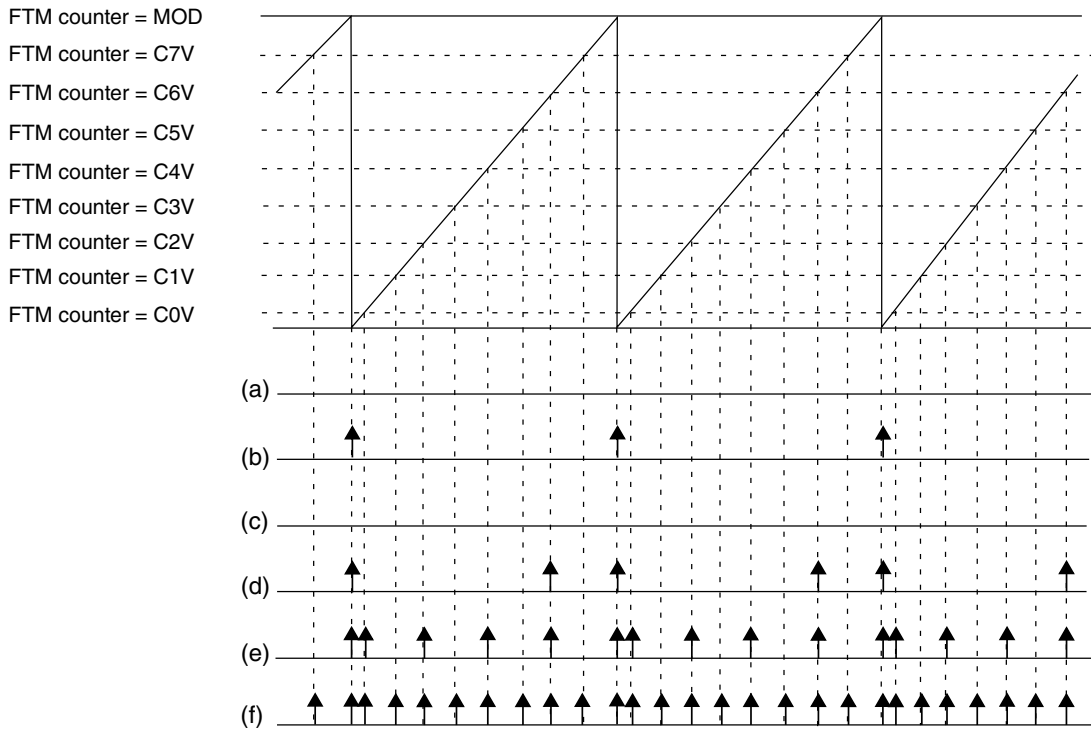 FTM counter = MOD
FTM counter = C7V
FTM counter = C6V
FTM counter = C5V
FTM counter = C4V
FTM counter = C3V
FTM counter = C2V
FTM counter = C1V
FTM counter = C0V
(a)
(b)
(c)
(d)
(e)
(f)